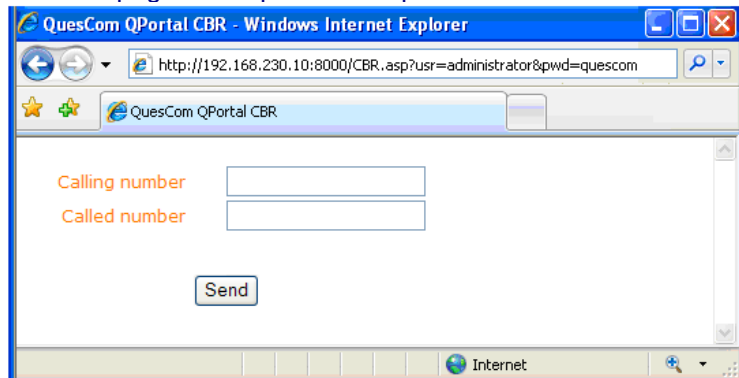 QuesCom QPortal CBR - Windows Internet Explorer
http://192.168.230.10:8000/CBR.asp?usr=administrator&pwd=quescom
QuesCom QPortal CBR
Calling number
Called number
Send
Internet